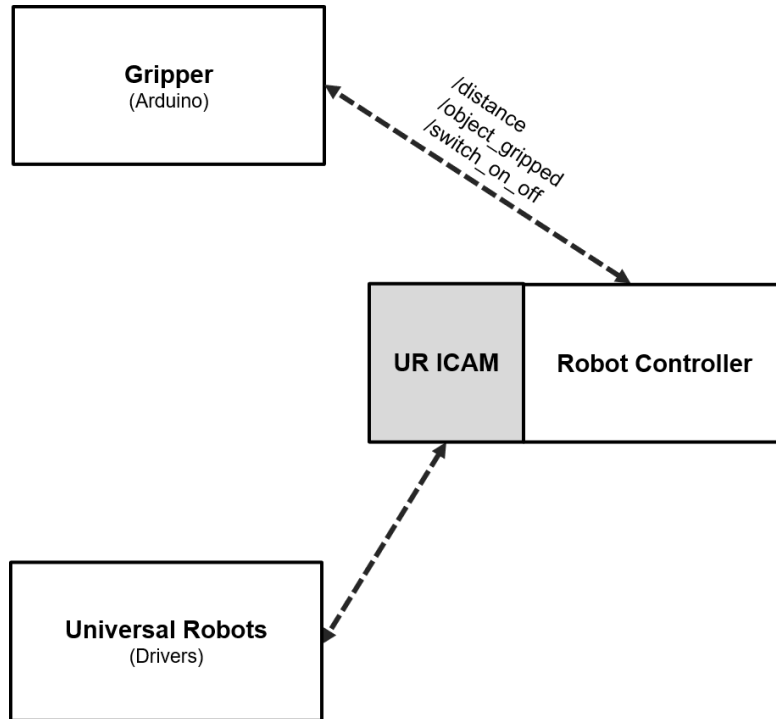 Gripper
(Arduino)
/distance
/object_gripped
/switch_on_off
UR ICAM
Robot Controller
Universal Robots
(Drivers)